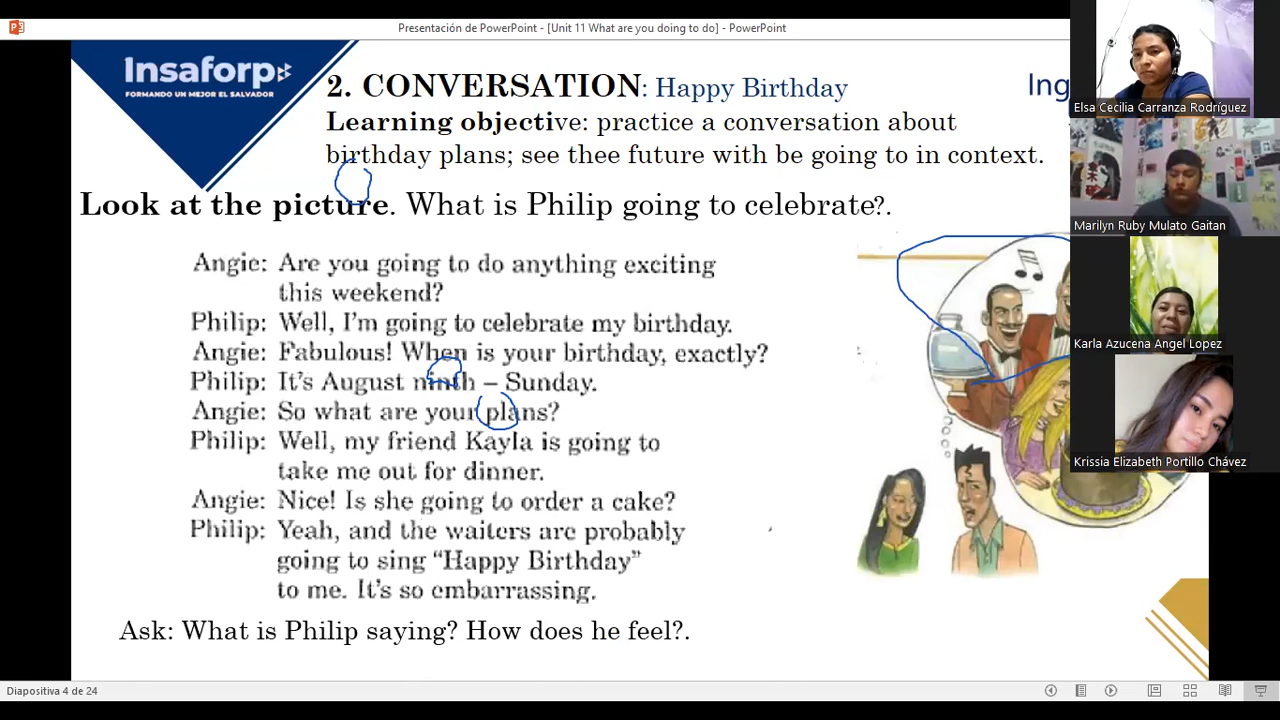 Presentación de PowerPoint - [Unit 11 What are you doing to do] - PowerPoint
Insaforp
FORMANDO UN MEJOR EL SALVADOR
2. CONVERSATION: Happy Birthday
Ing
Learning objective: practice a conversation about
birthday plans; see thee future with be going to in context.
Look at the picture. What is Philip going to celebrate?.
Angie: Are you going to do anything exciting
this weekend?
Philip: Well, I'm going to celebrate my birthday.
Angie: Fabulous! When is your birthday, exactly?
Philip: It's August ninth – Sunday.
Angie: So what are your plans?
Philip: Well, my friend Kayla is going to
take me out for dinner.
Angie: Nice! Is she going to order a cake?
Philip: Yeah, and the waiters are probably
going to sing "Happy Birthday"
to me. It's so embarrassing.
Ask: What is Philip saying? How does he feel?.
Elsa Cecilia Carranza Rodríguez
Marilyn Ruby Mulato Gaitan
Karla Azucena Angel Lopez
Krissia Elizabeth Portillo Chávez
Diapositiva 4 de 24